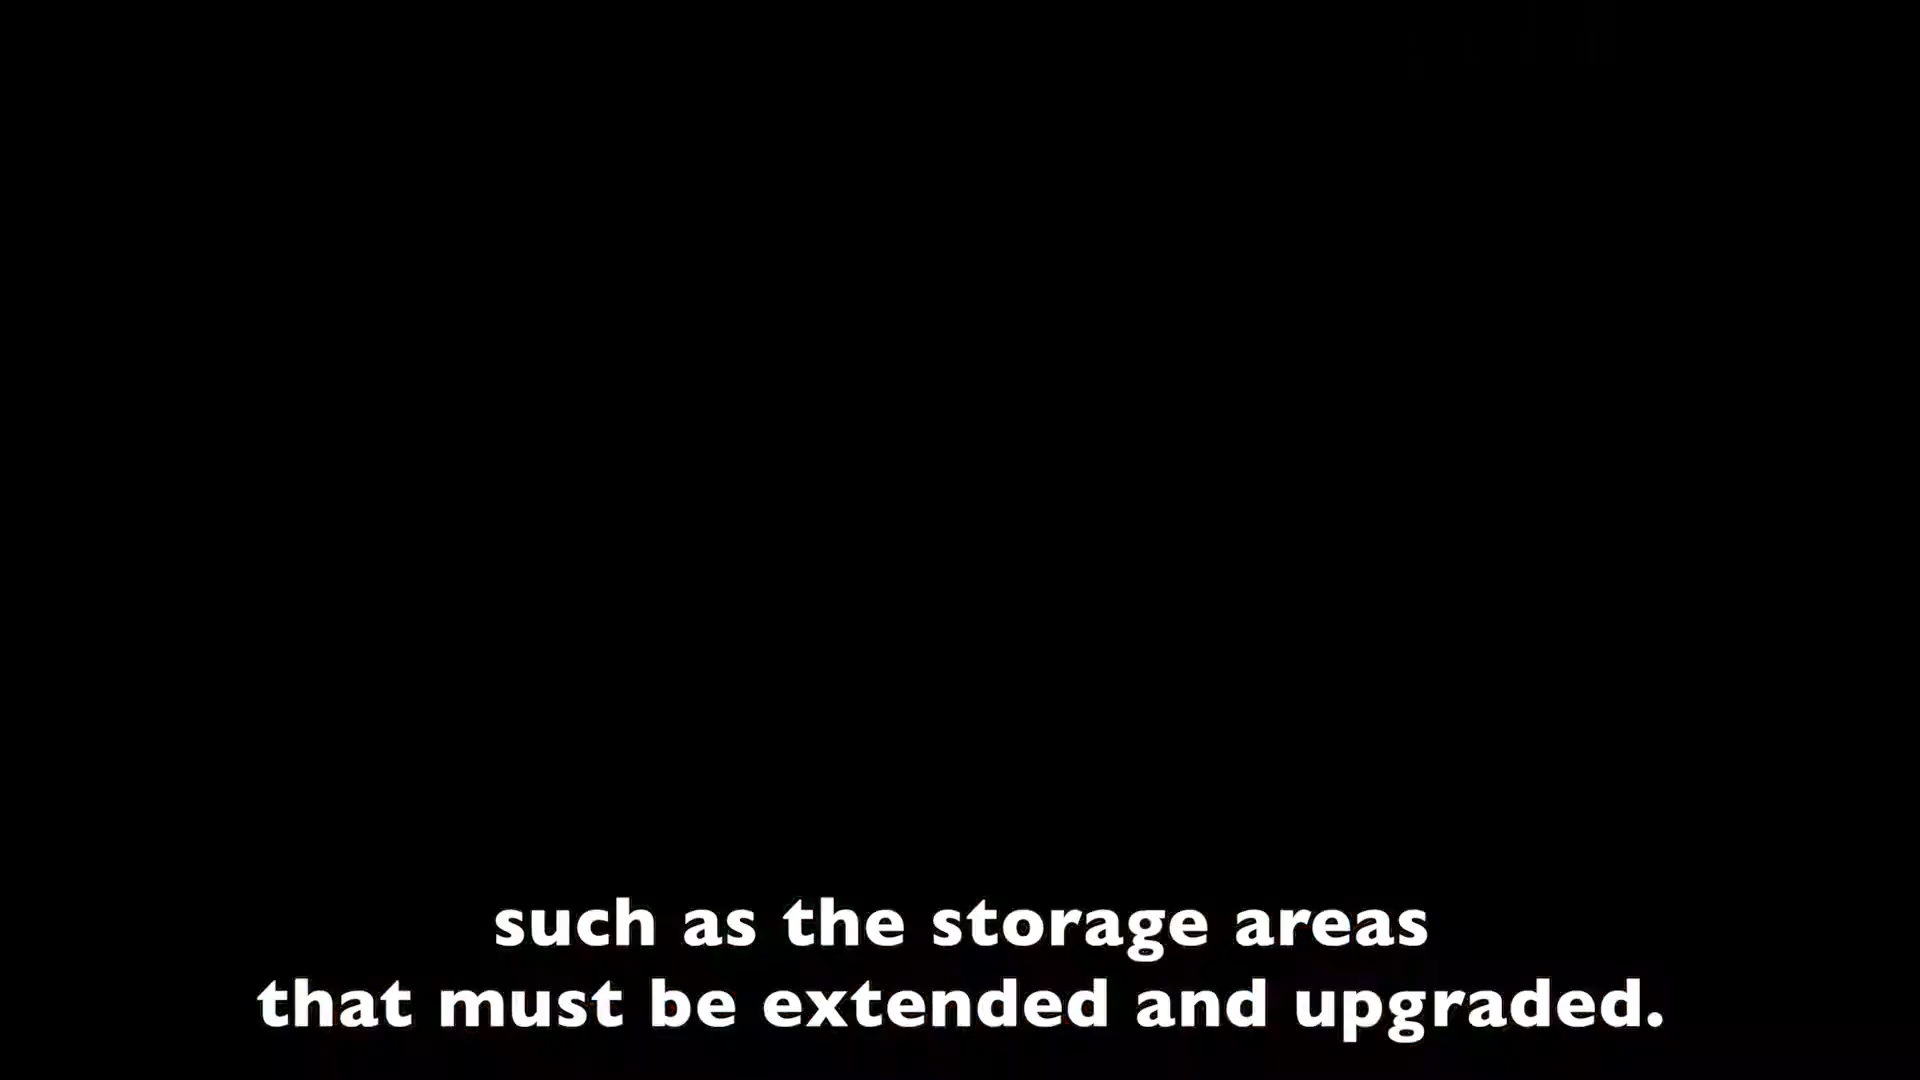 such as the storage areas
that must be extended and upgraded.